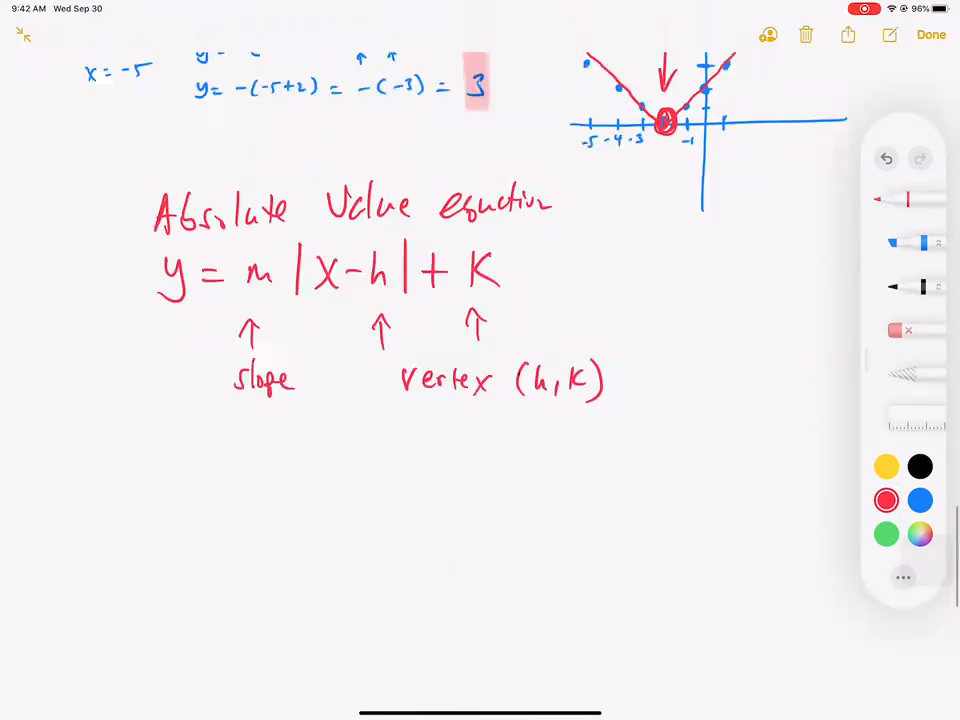 9:42 AM Wed Sep 30
96%
Done
x = -5
y = -(-5+2) = -(-3) = 3
-5 -4 -3 -1
Absolute Value equation
y = m |x-h| + K
↑ ↑ ↑
slope vertex (h, K)